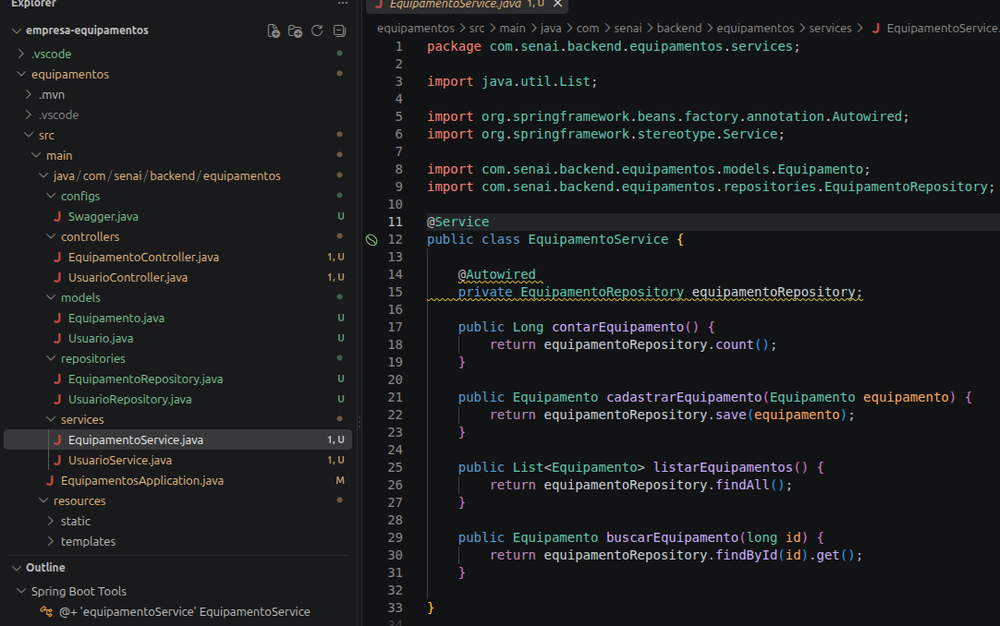 Explorer
empresa-equipamentos
.vscode
equipamentos
.mvn
.vscode
src
main
java/com/senai/backend/equipamentos
configs
Swagger.java U
controllers
EquipamentoController.java 1, U
UsuarioController.java 1, U
models
Equipamento.java U
Usuario.java U
repositories
EquipamentoRepository.java U
UsuarioRepository.java U
services
EquipamentoService.java 1, U
UsuarioService.java 1, U
EquipamentosApplication.java M
resources
static
templates
Outline
Spring Boot Tools
@+ 'equipamentoService' EquipamentoService
EquipamentoService.java 1, U
equipamentos > src > main > java > com > senai > backend > equipamentos > services > EquipamentoService.
1 package com.senai.backend.equipamentos.services;
2
3 import java.util.List;
4
5 import org.springframework.beans.factory.annotation.Autowired;
6 import org.springframework.stereotype.Service;
7
8 import com.senai.backend.equipamentos.models.Equipamento;
9 import com.senai.backend.equipamentos.repositories.EquipamentoRepository;
10
11 @Service
12 public class EquipamentoService {
13
14 @Autowired
15 private EquipamentoRepository equipamentoRepository;
16
17 public Long contarEquipamento() {
18 return equipamentoRepository.count();
19 }
20
21 public Equipamento cadastrarEquipamento(Equipamento equipamento) {
22 return equipamentoRepository.save(equipamento);
23 }
24
25 public List<Equipamento> listarEquipamentos() {
26 return equipamentoRepository.findAll();
27 }
28
29 public Equipamento buscarEquipamento(long id) {
30 return equipamentoRepository.findById(id).get();
31 }
32
33 }
34